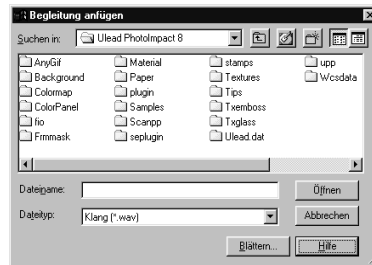 Begleitung anfügen
Suchen in: Ulead PhotoImpact 8
AnyGif Material stamps upp
Background Paper Textures Wcsdata
Colormap plugin Tips
ColorPanel Samples Txemboss
fio Scanpp Txglass
Frmmask seplugin Ulead.dat
Dateiname: Öffnen
Dateityp: Klang (*.wav) Abbrechen
Blättern... Hilfe